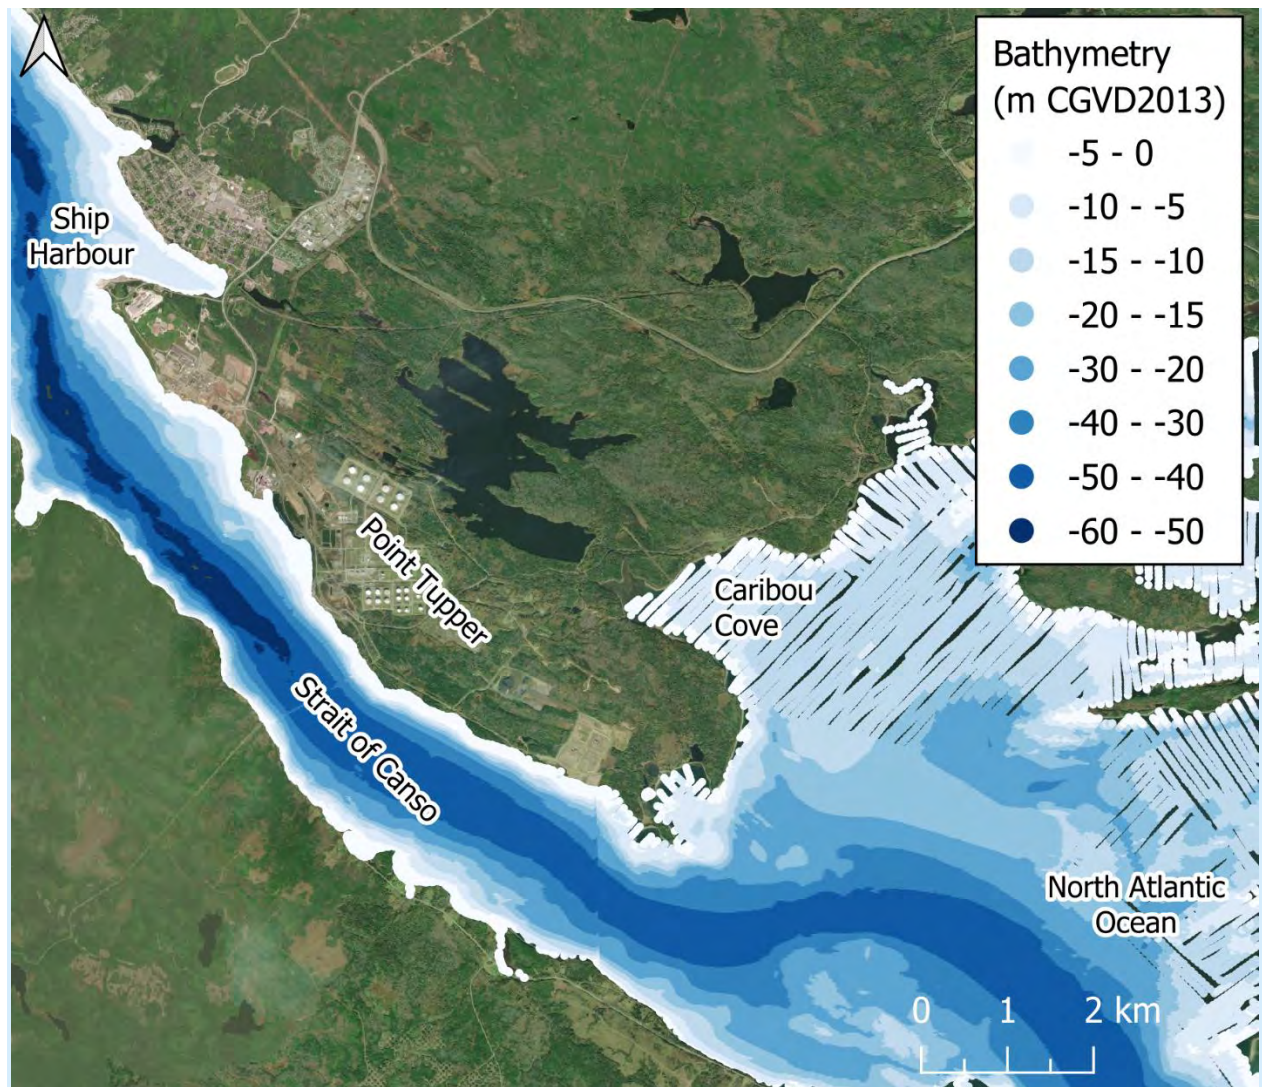 Bathymetry
(m CGVD2013)
-5 - 0
-10 - -5
-15 - -10
-20 - -15
-30 - -20
-40 - -30
-50 - -40
-60 - -50
Ship
Harbour
Point Tupper
Caribou
Cove
Strait of Canso
North Atlantic
Ocean
0 1 2 km